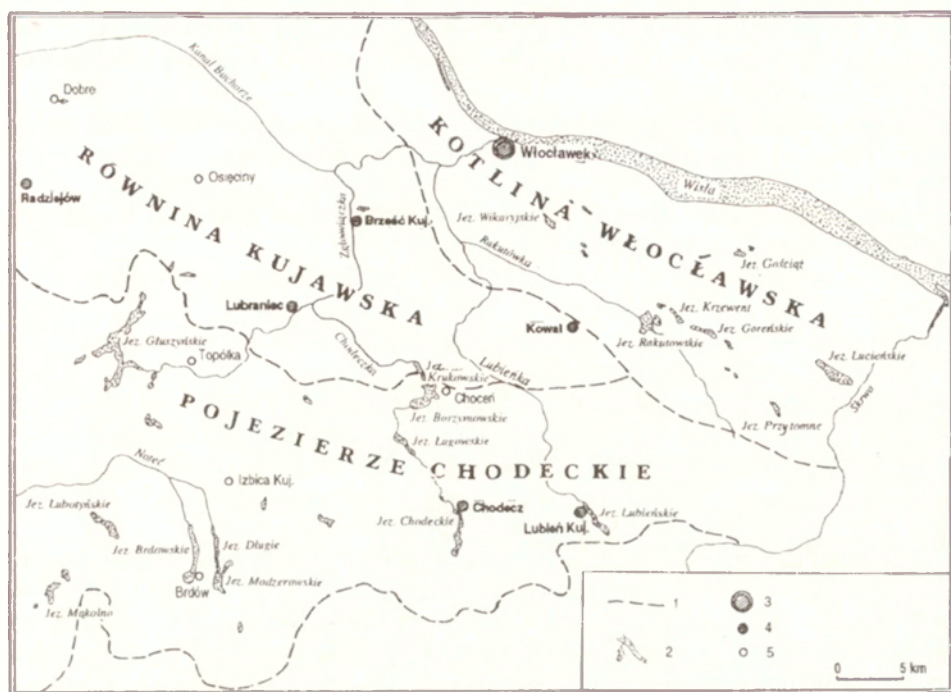 Kanał Bachorze
Dobre
KOTLINA WŁOCŁAWSKA
Włocławek
Wisła
RÓWNINA KUJAWSKA
Osięciny
Radziejów
Zgłowiączka
Brześć Kuj.
Jez. Wikaryjskie
Rakutówka
Jez. Gościąż
Lubraniec
Kowal
Jez. Krzewent
Jez. Goreńskie
Jez. Rakutowskie
Jez. Głuszyńskie
Topólka
Chodeczka
Jez.
Krukowskie
Lubieńka
Jez. Lucieńskie
Skrwa
Choceń
Jez. Borzymowskie
Jez. Przytomne
POJEZIERZE CHODECKIE
Jez. Ługowskie
Noteć
Izbica Kuj.
Jez. Lubotyńskie
Jez. Chodeckie
Chodecz
Lubień Kuj.
Jez. Lubieńskie
Jez. Brdowskie
Jez. Długie
Brdów
Jez. Modzerowskie
Jez. Mąkolno
1
2
3
4
5
0 5 km